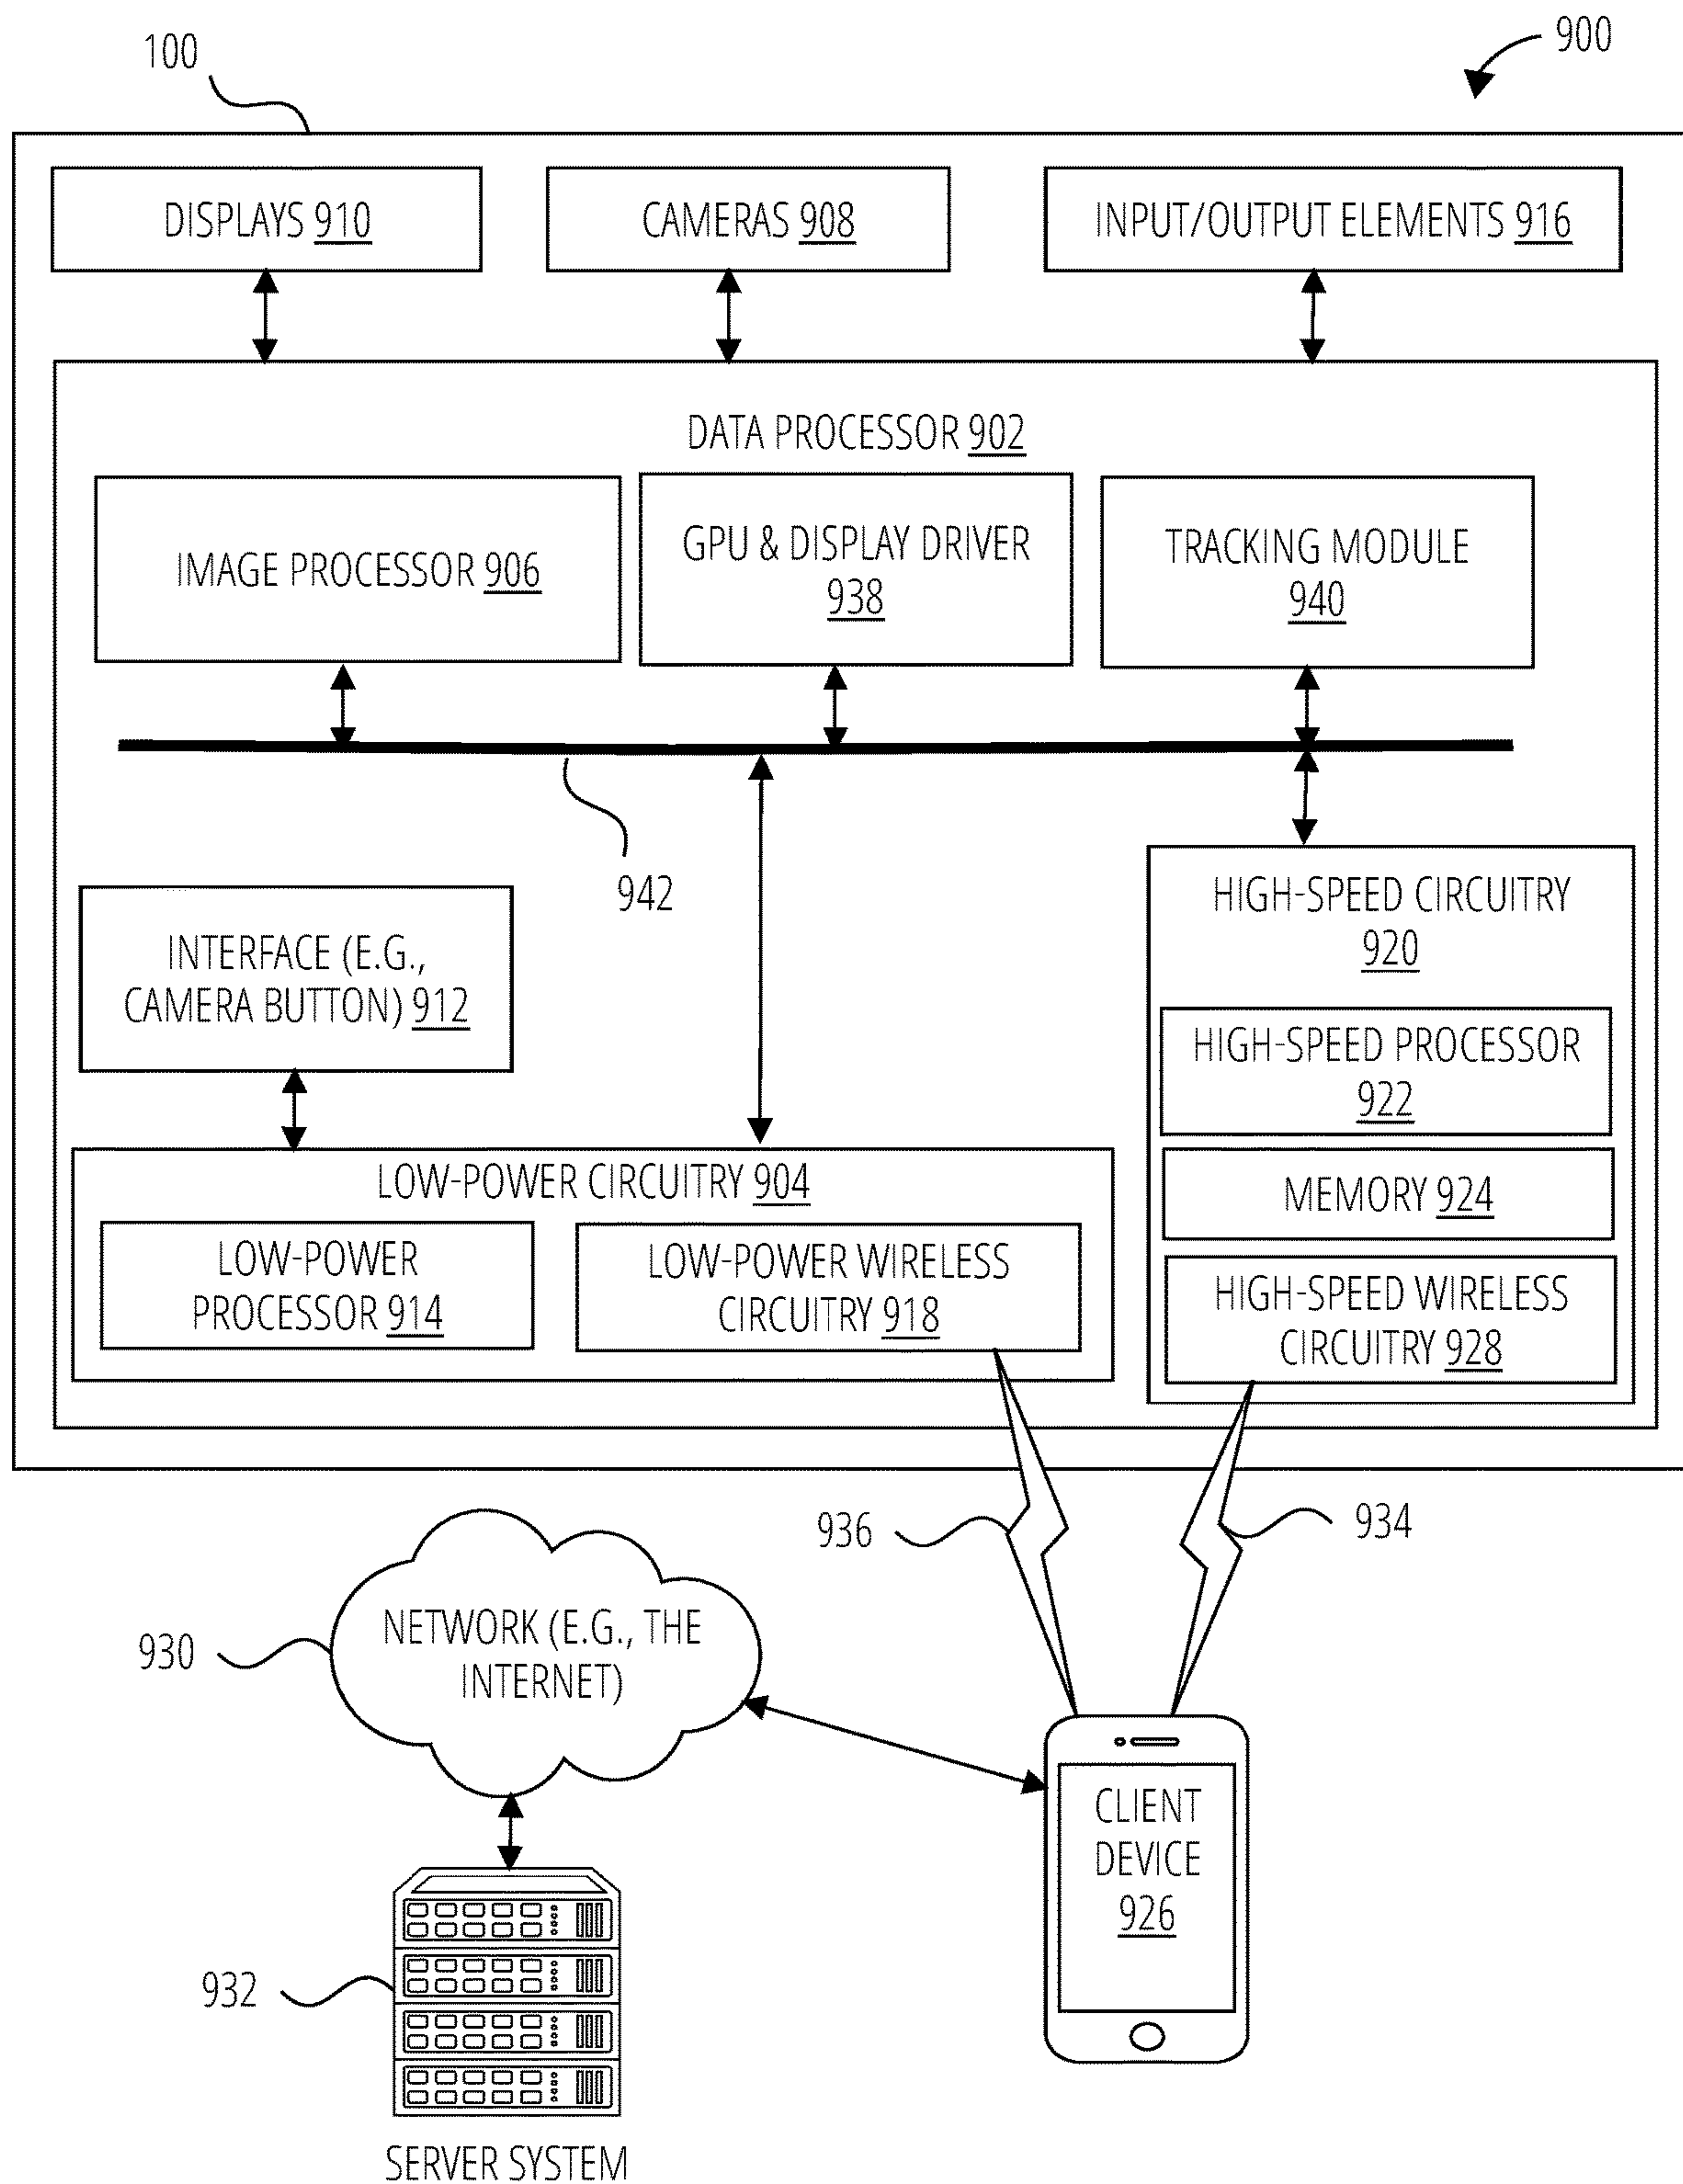 100
900
DISPLAYS 910
CAMERAS 908
INPUT/OUTPUT ELEMENTS 916
DATA PROCESSOR 902
IMAGE PROCESSOR 906
GPU & DISPLAY DRIVER
938
TRACKING MODULE
940
942
INTERFACE (E.G.,
CAMERA BUTTON) 912
HIGH-SPEED CIRCUITRY
920
HIGH-SPEED PROCESSOR
922
MEMORY 924
HIGH-SPEED WIRELESS
CIRCUITRY 928
LOW-POWER CIRCUITRY 904
LOW-POWER
PROCESSOR 914
LOW-POWER WIRELESS
CIRCUITRY 918
936
934
930
NETWORK (E.G., THE
INTERNET)
CLIENT
DEVICE
926
932
SERVER SYSTEM